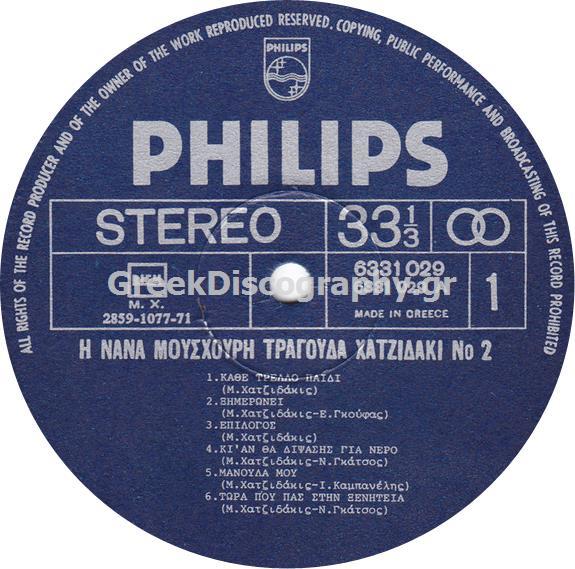 ALL RIGHTS OF THE RECORD PRODUCER AND OF THE OWNER OF THE WORK REPRODUCED RESERVED. COPYING, PUBLIC PERFORMANCE AND BROADCASTING OF THIS RECORD PROHIBITED
PHILIPS
PHILIPS
STEREO 33 1/3
6331029
1
M. X.
2859-1077-71
MADE IN GREECE
GreekDiscography.gr
Η ΝΑΝΑ ΜΟΥΣΧΟΥΡΗ ΤΡΑΓΟΥΔΑ ΧΑΤΖΙΔΑΚΙ Νο 2
1.ΚΑΘΕ ΤΡΕΛΛΟ ΠΑΙΔΙ
(Μ.Χατζιδάκις)
2.ΞΗΜΕΡΩΝΕΙ
(Μ.Χατζιδάκις-Ε.Γκούφας)
3.ΕΠΙΛΟΓΟΣ
(Μ.Χατζιδάκις)
4.ΚΙ'ΑΝ ΘΑ ΔΙΨΑΣΗΣ ΓΙΑ ΝΕΡΟ
(Μ.Χατζιδάκις-Ν.Γκάτσος)
5.ΜΑΝΟΥΛΑ ΜΟΥ
(Μ.Χατζιδάκις-Ι.Καμπανέλης)
6.ΤΩΡΑ ΠΟΥ ΠΑΣ ΣΤΗΝ ΞΕΝΗΤΕΙΑ
(Μ.Χατζιδάκις-Ν.Γκάτσος)